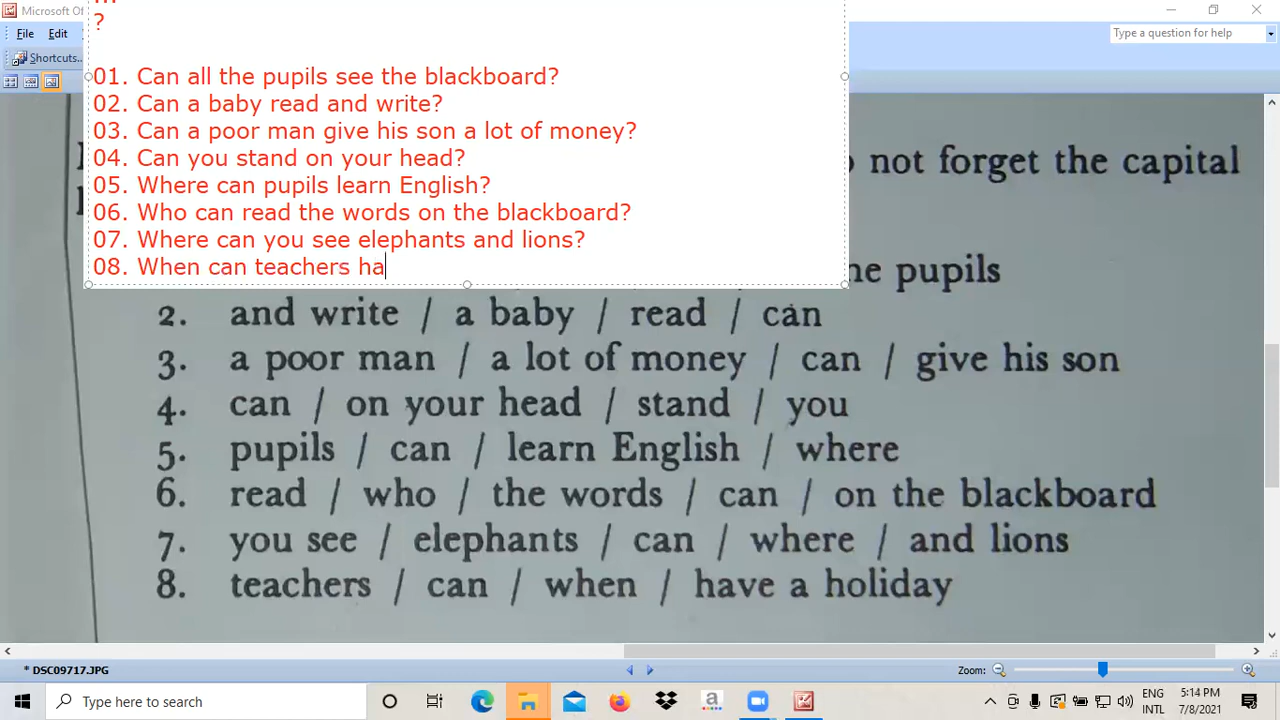 Microsoft Of
File Edit
Type a question for help
Shortcuts...
?
01. Can all the pupils see the blackboard?
02. Can a baby read and write?
03. Can a poor man give his son a lot of money?
04. Can you stand on your head?
05. Where can pupils learn English?
06. Who can read the words on the blackboard?
07. Where can you see elephants and lions?
08. When can teachers ha
not forget the capital
pupils
2. and write / a baby / read / can
3. a poor man / a lot of money / can / give his son
4. can / on your head / stand / you
5. pupils / can / learn English / where
6. read / who / the words / can / on the blackboard
7. you see / elephants / can / where / and lions
8. teachers / can / when / have a holiday
* DSC09717.JPG
Zoom:
Type here to search
ENG
INTL
5:14 PM
7/8/2021